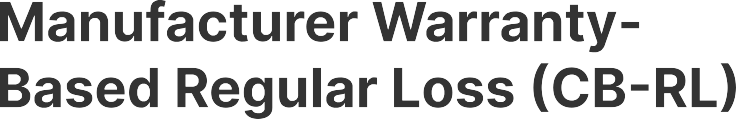 Manufacturer Warranty-
Based Regular Loss (CB-RL)